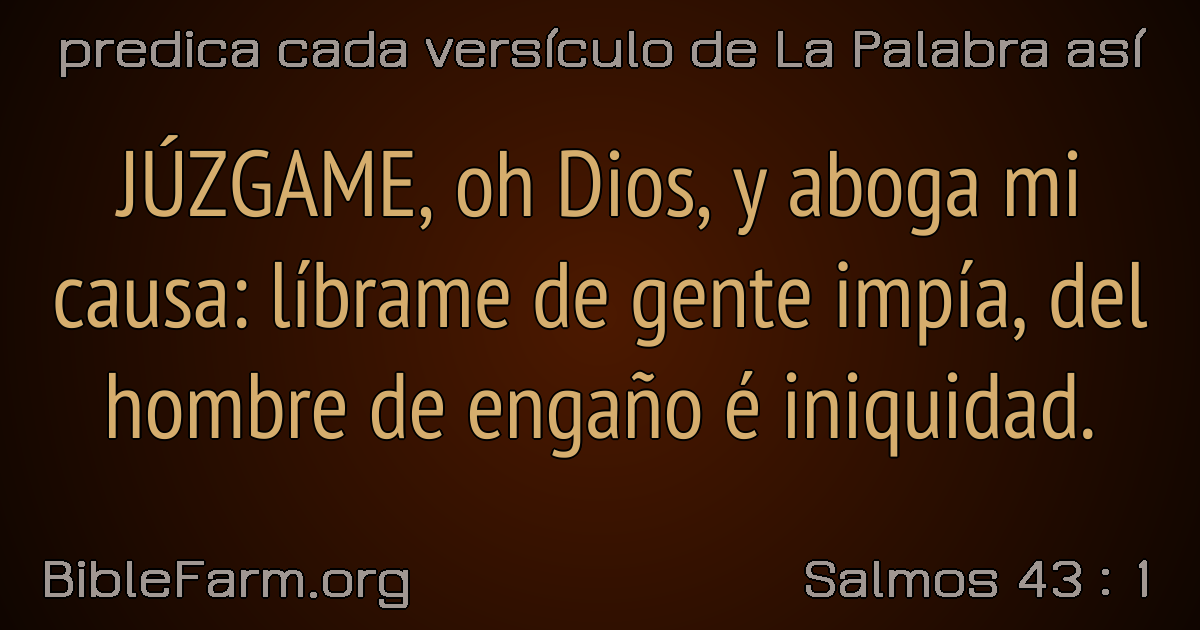 predica cada versículo de La Palabra así
JÚZGAME, oh Dios, y aboga mi
causa: líbrame de gente impía, del
hombre de engaño é iniquidad.
BibleFarm.org
Salmos 43 : 1